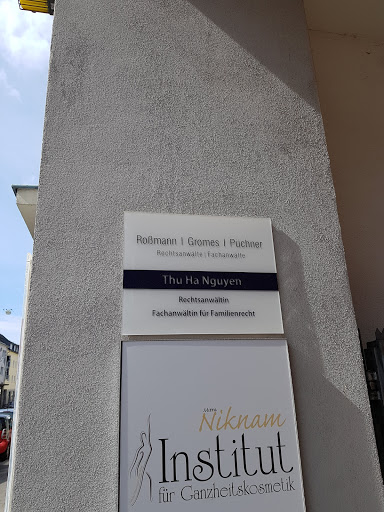 Roßmann | Gromes | Puchner
Rechtsanwälte | Fachanwälte
Thu Ha Nguyen
Rechtsanwältin
Fachanwältin für Familienrecht
Niknam
Institut
für Ganzheitskosmetik